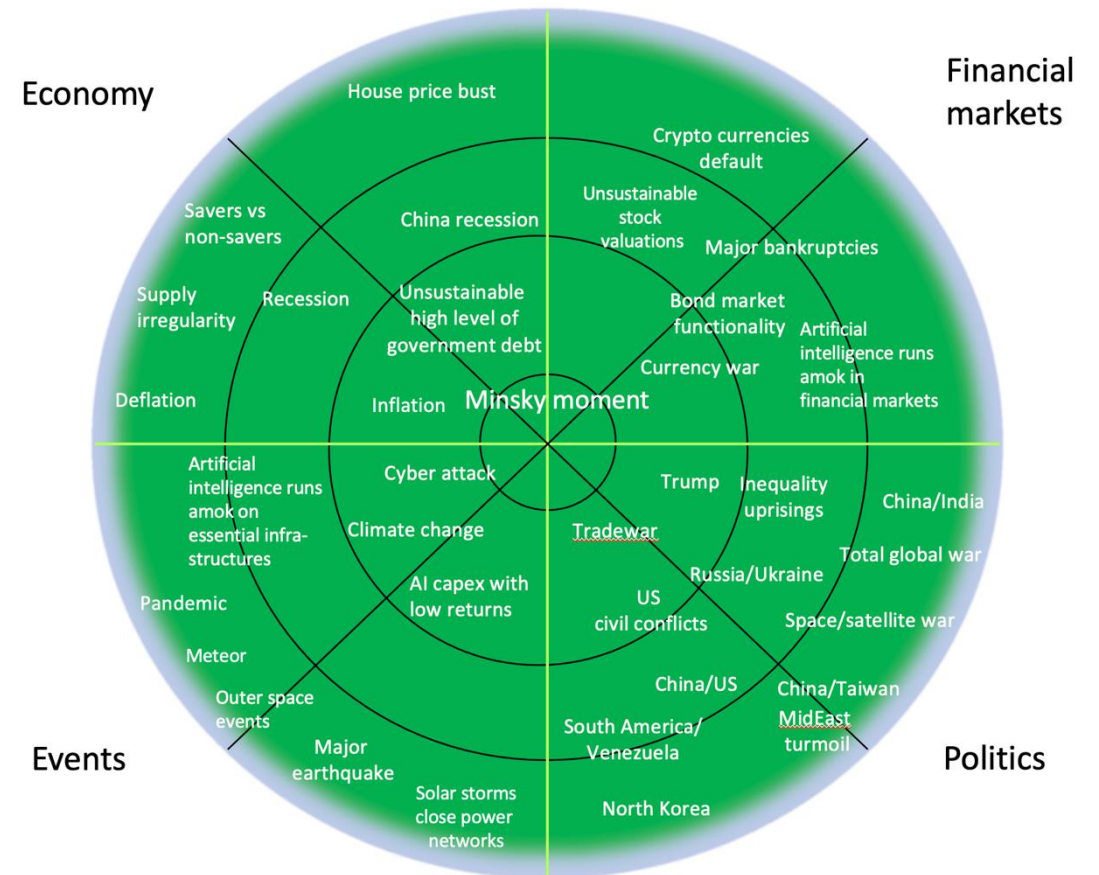 Economy
Financial
markets
House price bust
Crypto currencies
default
Savers vs
non-savers
China recession
Unsustainable
stock
valuations
Major bankruptcies
Supply
irregularity
Recession
Unsustainable
high level of
government debt
Bond market
functionality
Artificial
intelligence runs
amok in
financial markets
Currency war
Deflation
Inflation
Minsky moment
Artificial
intelligence runs
amok on
essential infra-
structures
Cyber attack
Trump
Inequality
uprisings
China/India
Climate change
Tradewar
Total global war
Pandemic
AI capex with
low returns
US
civil conflicts
Russia/Ukraine
Space/satellite war
Meteor
Outer space
events
China/US
China/Taiwan
MidEast
turmoil
South America/
Venezuela
Events
Major
earthquake
Politics
Solar storms
close power
networks
North Korea